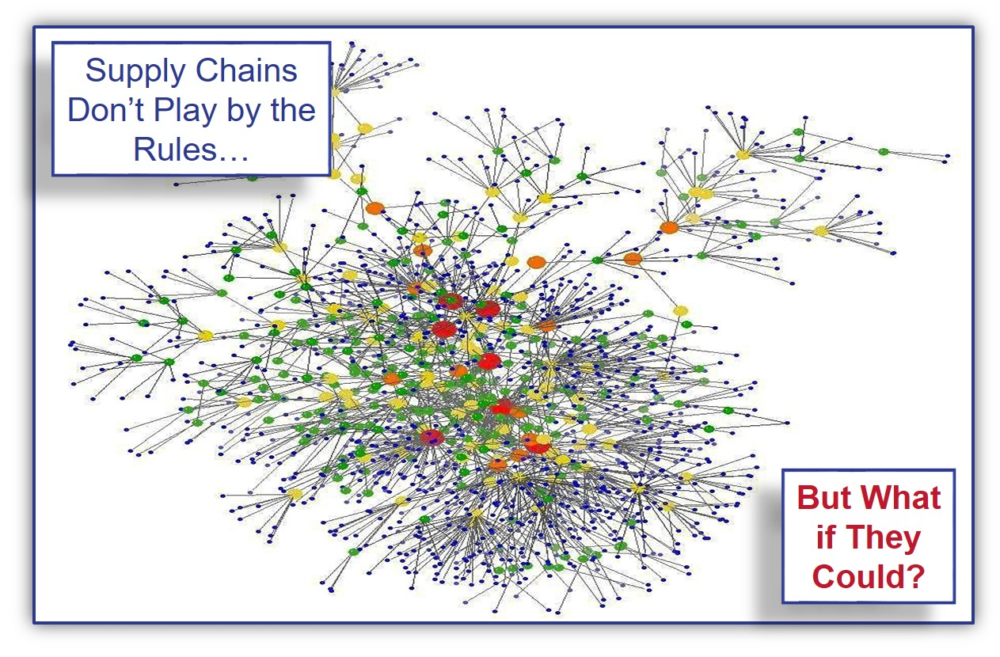 Supply Chains
Don’t Play by the
Rules…
But What
if They
Could?